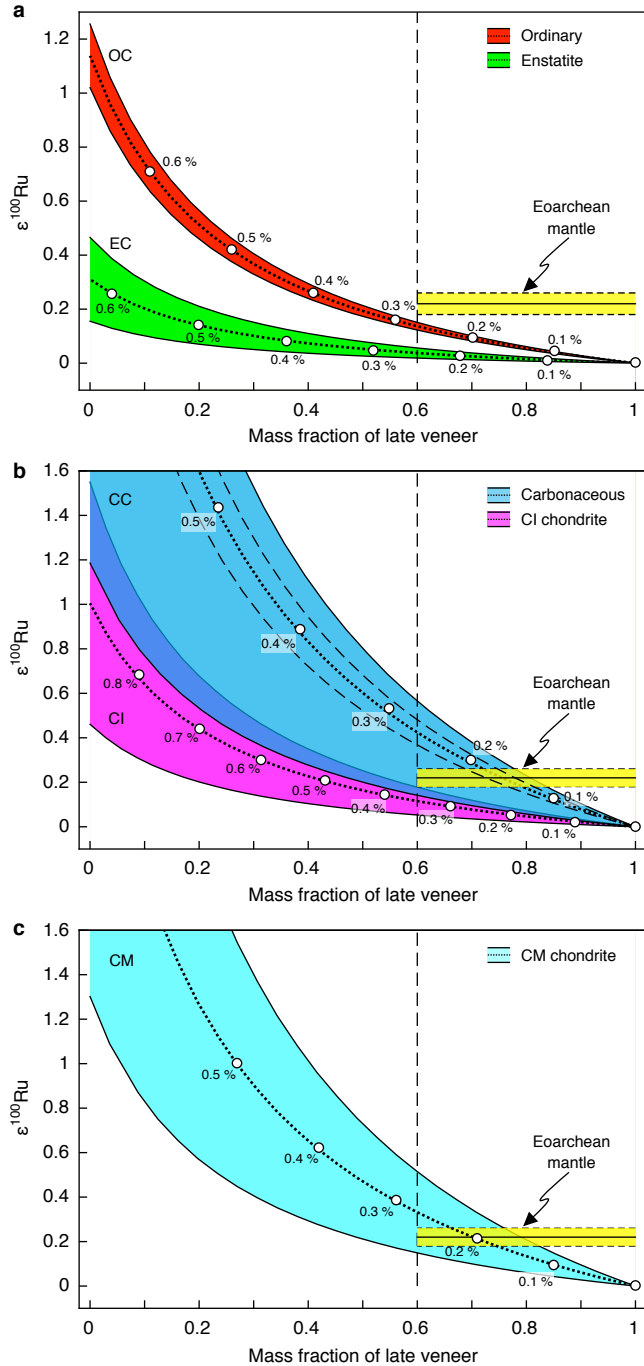 a
OC
Ordinary
Enstatite
0.6 %
0.5 %
0.4 %
0.3 %
0.2 %
0.1 %
EC
0.6 %
0.5 %
0.4 %
0.3 %
0.2 %
0.1 %
Eoarchean
mantle
ε¹⁰⁰Ru
1.2
1
0.8
0.6
0.4
0.2
0
0
0.2
0.4
0.6
0.8
1
Mass fraction of late veneer
b
CC
Carbonaceous
CI chondrite
0.5 %
0.4 %
0.3 %
0.2 %
0.1 %
CI
0.8 %
0.7 %
0.6 %
0.5 %
0.4 %
0.3 %
0.2 %
0.1 %
Eoarchean
mantle
ε¹⁰⁰Ru
1.6
1.4
1.2
1
0.8
0.6
0.4
0.2
0
0
0.2
0.4
0.6
0.8
1
Mass fraction of late veneer
c
CM
CM chondrite
0.5 %
0.4 %
0.3 %
0.2 %
0.1 %
Eoarchean
mantle
ε¹⁰⁰Ru
1.6
1.4
1.2
1
0.8
0.6
0.4
0.2
0
0
0.2
0.4
0.6
0.8
1
Mass fraction of late veneer